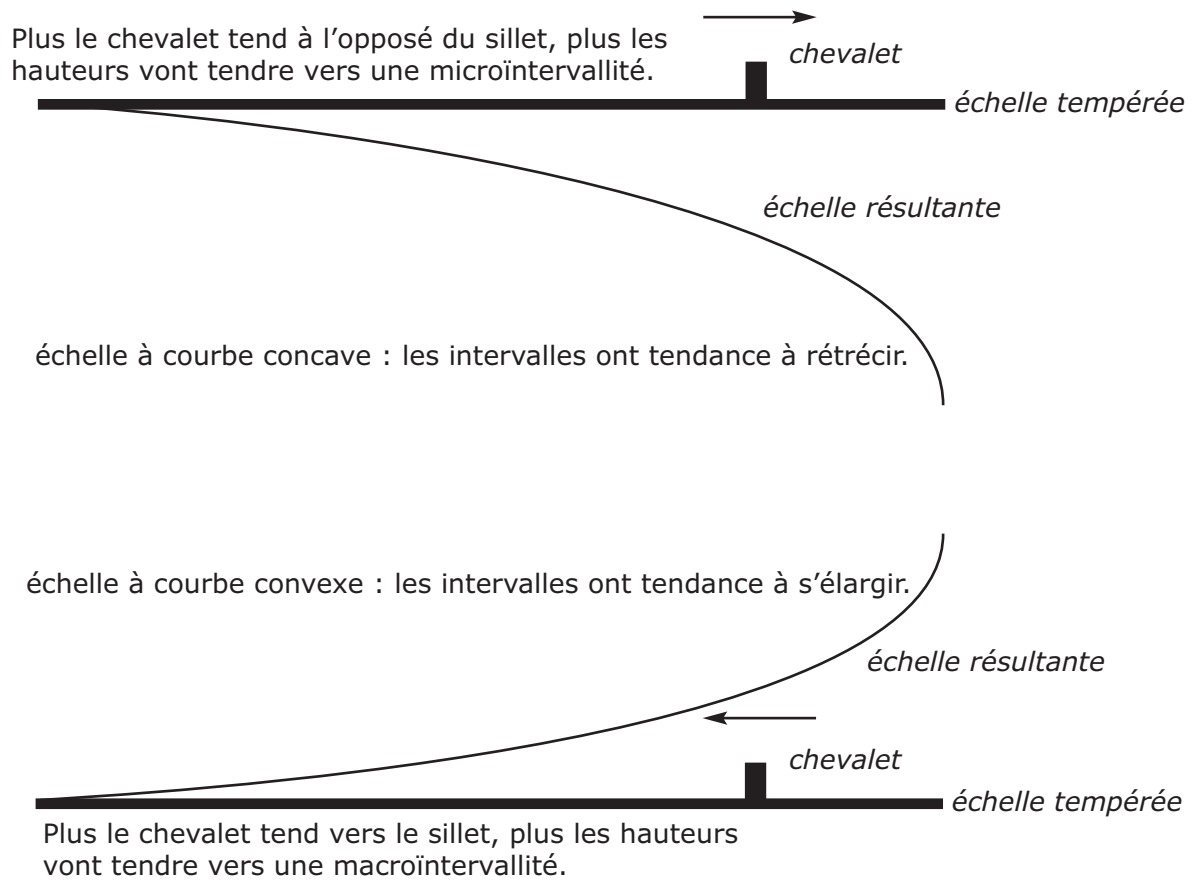 Plus le chevalet tend à l’opposé du sillet, plus les
hauteurs vont tendre vers une microïntervallité.
chevalet
échelle tempérée
échelle résultante
échelle à courbe concave : les intervalles ont tendance à rétrécir.
échelle à courbe convexe : les intervalles ont tendance à s’élargir.
échelle résultante
chevalet
échelle tempérée
Plus le chevalet tend vers le sillet, plus les hauteurs
vont tendre vers une macroïntervallité.